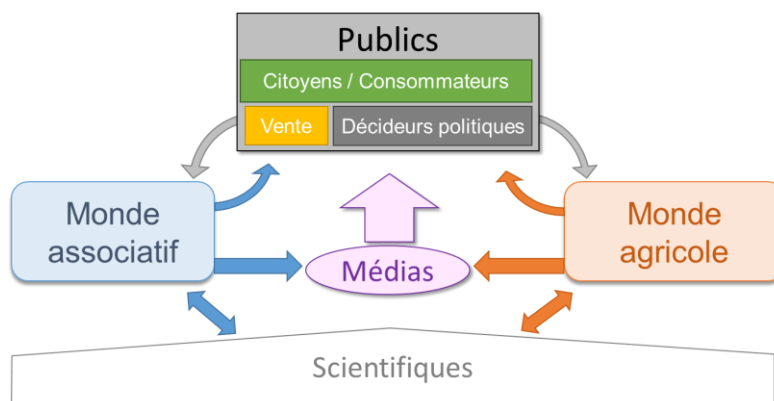 Publics
Citoyens / Consommateurs
Vente
Décideurs politiques
Monde
associatif
Monde
agricole
Médias
Scientifiques